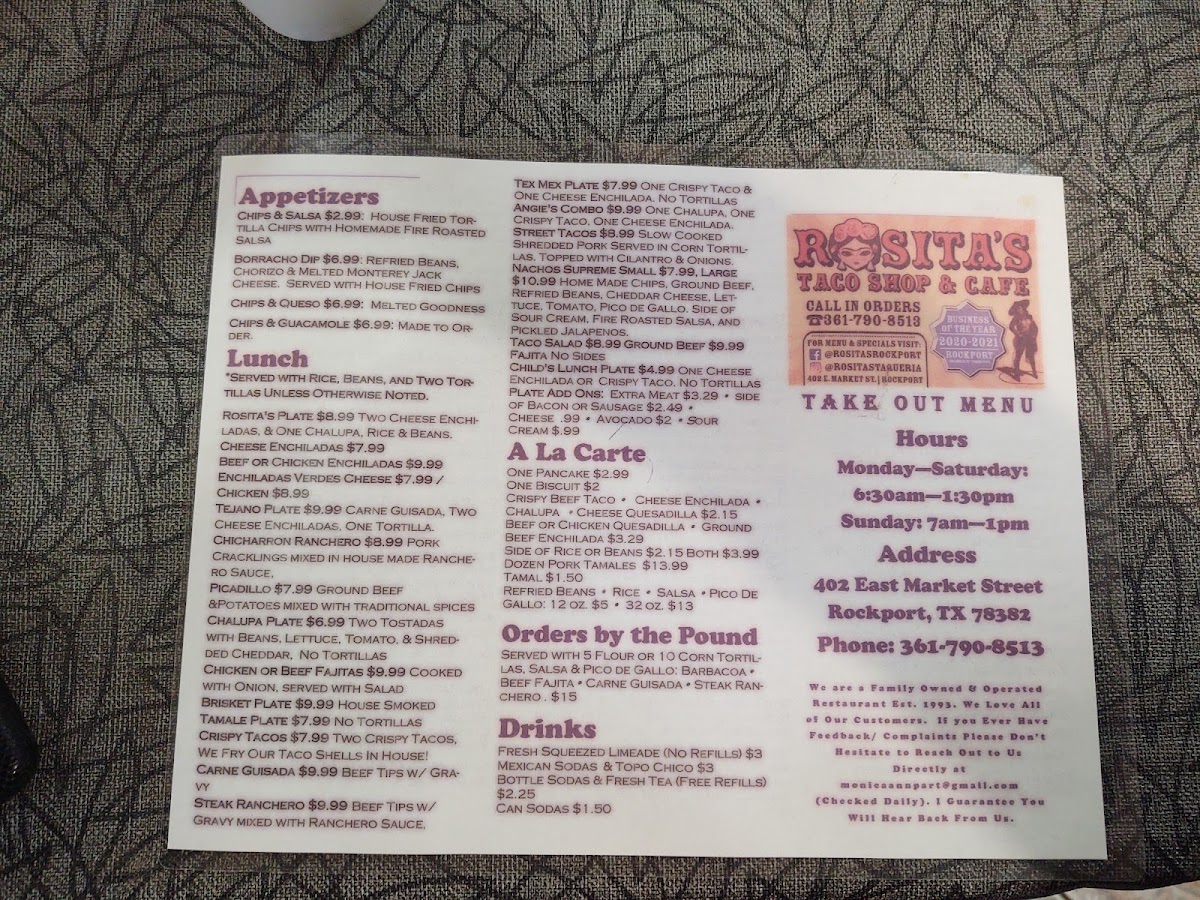 Appetizers
CHIPS & SALSA $2.99: HOUSE FRIED TOR-
TILLA CHIPS WITH HOMEMADE FIRE ROASTED
SALSA
BORRACHO DIP $6.99: REFRIED BEANS,
CHORIZO & MELTED MONTEREY JACK
CHEESE. SERVED WITH HOUSE FRIED CHIPS
CHIPS & QUESO $6.99: MELTED GOODNESS
CHIPS & GUACAMOLE $6.99: MADE TO OR-
DER.
Lunch
*SERVED WITH RICE, BEANS, AND TWO TOR-
TILLAS UNLESS OTHERWISE NOTED.
ROSITA'S PLATE $8.99 TWO CHEESE ENCHI-
LADAS, & ONE CHALUPA, RICE & BEANS.
CHEESE ENCHILADAS $7.99
BEEF OR CHICKEN ENCHILADAS $9.99
ENCHILADAS VERDES CHEESE $7.99 /
CHICKEN $8.99
TEJANO PLATE $9.99 CARNE GUISADA, TWO
CHEESE ENCHILADAS, ONE TORTILLA.
CHICHARRON RANCHERO $8.99 PORK
CRACKLINGS MIXED IN HOUSE MADE RANCHE-
RO SAUCE,
PICADILLO $7.99 GROUND BEEF
&POTATOES MIXED WITH TRADITIONAL SPICES
CHALUPA PLATE $6.99 TWO TOSTADAS
WITH BEANS, LETTUCE, TOMATO, & SHRED-
DED CHEDDAR, NO TORTILLAS
CHICKEN OR BEEF FAJITAS $9.99 COOKED
WITH ONION, SERVED WITH SALAD
BRISKET PLATE $9.99 HOUSE SMOKED
TAMALE PLATE $7.99 NO TORTILLAS
CRISPY TACOS $7.99 TWO CRISPY TACOS,
WE FRY OUR TACO SHELLS IN HOUSE!
CARNE GUISADA $9.99 BEEF TIPS W/ GRA-
VY
STEAK RANCHERO $9.99 BEEF TIPS W/
GRAVY MIXED WITH RANCHERO SAUCE,
TEX MEX PLATE $7.99 ONE CRISPY TACO &
ONE CHEESE ENCHILADA. NO TORTILLAS
ANGIE'S COMBO $9.99 ONE CHALUPA, ONE
CRISPY TACO, ONE CHEESE ENCHILADA.
STREET TACOS $8.99 SLOW COOKED
SHREDDED PORK SERVED IN CORN TORTIL-
LAS, TOPPED WITH CILANTRO & ONIONS.
NACHOS SUPREME SMALL $7.99, LARGE
$10.99 HOME MADE CHIPS, GROUND BEEF,
REFRIED BEANS, CHEDDAR CHEESE, LET-
TUCE, TOMATO, PICO DE GALLO. SIDE OF
SOUR CREAM, FIRE ROASTED SALSA, AND
PICKLED JALAPENOS.
TACO SALAD $8.99 GROUND BEEF $9.99
FAJITA NO SIDES
CHILD'S LUNCH PLATE $4.99 ONE CHEESE
ENCHILADA OR CRISPY TACO. NO TORTILLAS
PLATE ADD ONS: EXTRA MEAT $3.29 • SIDE
OF BACON OR SAUSAGE $2.49 •
CHEESE .99 • AVOCADO $2 • SOUR
CREAM $.99
A La Carte
ONE PANCAKE $2.99
ONE BISCUIT $2
CRISPY BEEF TACO • CHEESE ENCHILADA •
CHALUPA • CHEESE QUESADILLA $2.15
BEEF OR CHICKEN QUESADILLA • GROUND
BEEF ENCHILADA $3.29
SIDE OF RICE OR BEANS $2.15 BOTH $3.99
DOZEN PORK TAMALES $13.99
TAMAL $1.50
REFRIED BEANS • RICE • SALSA • PICO DE
GALLO: 12 OZ. $5 • 32 OZ. $13
Orders by the Pound
SERVED WITH 5 FLOUR OR 10 CORN TORTIL-
LAS, SALSA & PICO DE GALLO: BARBACOA •
BEEF FAJITA • CARNE GUISADA • STEAK RAN-
CHERO . $15
Drinks
FRESH SQUEEZED LIMEADE (NO REFILLS) $3
MEXICAN SODAS & TOPO CHICO $3
BOTTLE SODAS & FRESH TEA (FREE REFILLS)
$2.25
CAN SODAS $1.50
ROSITA'S
TACO SHOP & CAFE
CALL IN ORDERS
☎361-790-8513
FOR MENU & SPECIALS VISIT:
@ROSITASROCKPORT
@ROSITASTAQUERIA
402 E. MARKET ST. | ROCKPORT
BUSINESS
OF THE YEAR
2020-2021
ROCKPORT
TAKE OUT MENU
Hours
Monday—Saturday:
6:30am—1:30pm
Sunday: 7am—1pm
Address
402 East Market Street
Rockport, TX 78382
Phone: 361-790-8513
We are a Family Owned & Operated
Restaurant Est. 1993. We Love All
of Our Customers. If you Ever Have
Feedback/ Complaints Please Don't
Hesitate to Reach Out to Us
Directly at
monicaannpart@gmail.com
(Checked Daily). I Guarantee You
Will Hear Back From Us.